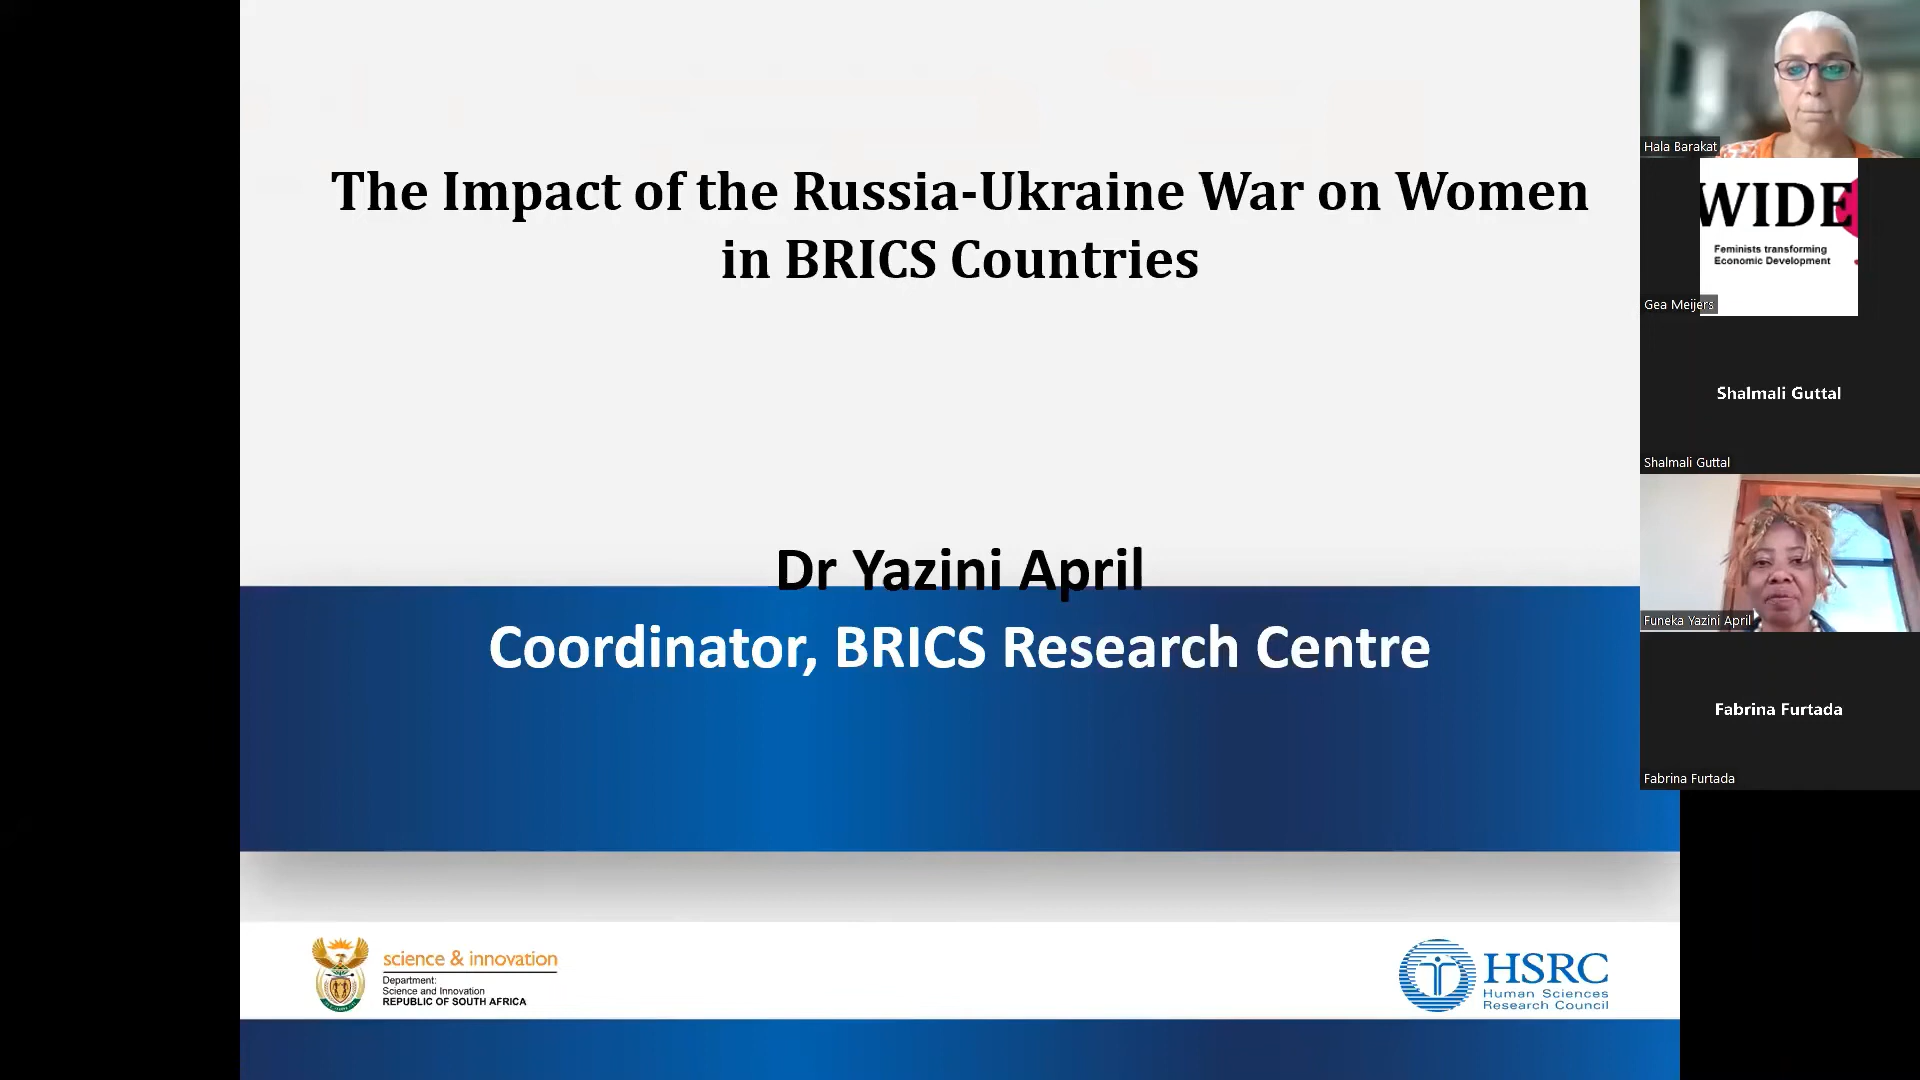 The Impact of the Russia-Ukraine War on Women
in BRICS Countries
Dr Yazini April
Coordinator, BRICS Research Centre
science & innovation
Department:
Science and Innovation
REPUBLIC OF SOUTH AFRICA
HSRC
Human Sciences
Research Council
Hala Barakat
WIDE
Feminists transforming
Economic Development
Gea Meijers
Shalmali Guttal
Shalmali Guttal
Funeka Yazini April
Fabrina Furtada
Fabrina Furtada